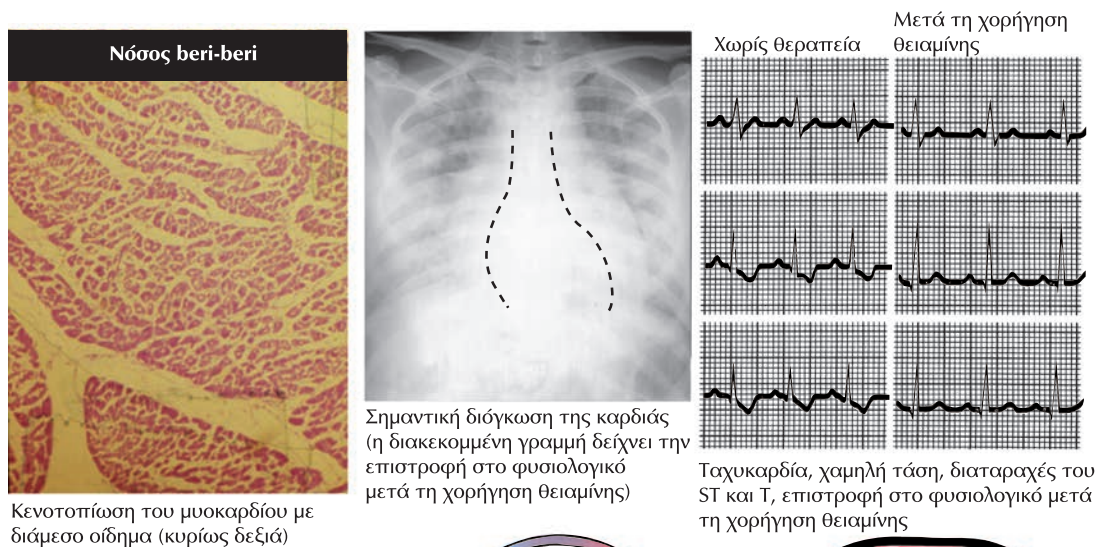 Νόσος beri-beri
Κενοτοπίωση του μυοκαρδίου με
διάμεσο οίδημα (κυρίως δεξιά)
Σημαντική διόγκωση της καρδιάς
(η διακεκομμένη γραμμή δείχνει την
επιστροφή στο φυσιολογικό
μετά τη χορήγηση θειαμίνης)
Χωρίς θεραπεία
Μετά τη χορήγηση
θειαμίνης
Ταχυκαρδία, χαμηλή τάση, διαταραχές του
ST και T, επιστροφή στο φυσιολογικό μετά
τη χορήγηση θειαμίνης